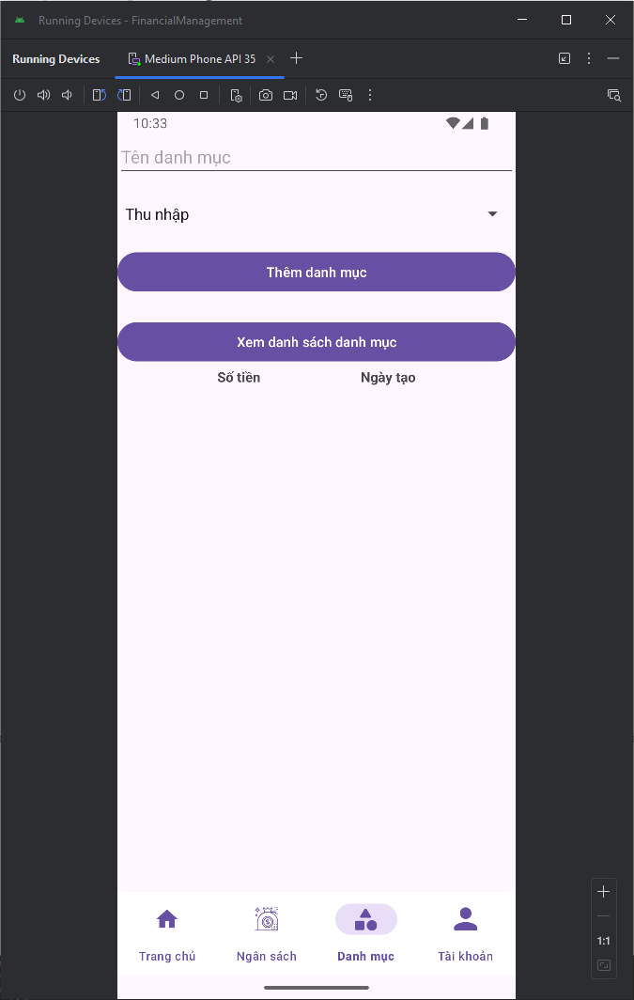 Running Devices - FinancialManagement
Running Devices
Medium Phone API 35
10:33
Tên danh mục
Thu nhập
Thêm danh mục
Xem danh sách danh mục
Số tiền Ngày tạo
Trang chủ Ngân sách Danh mục Tài khoản
1:1